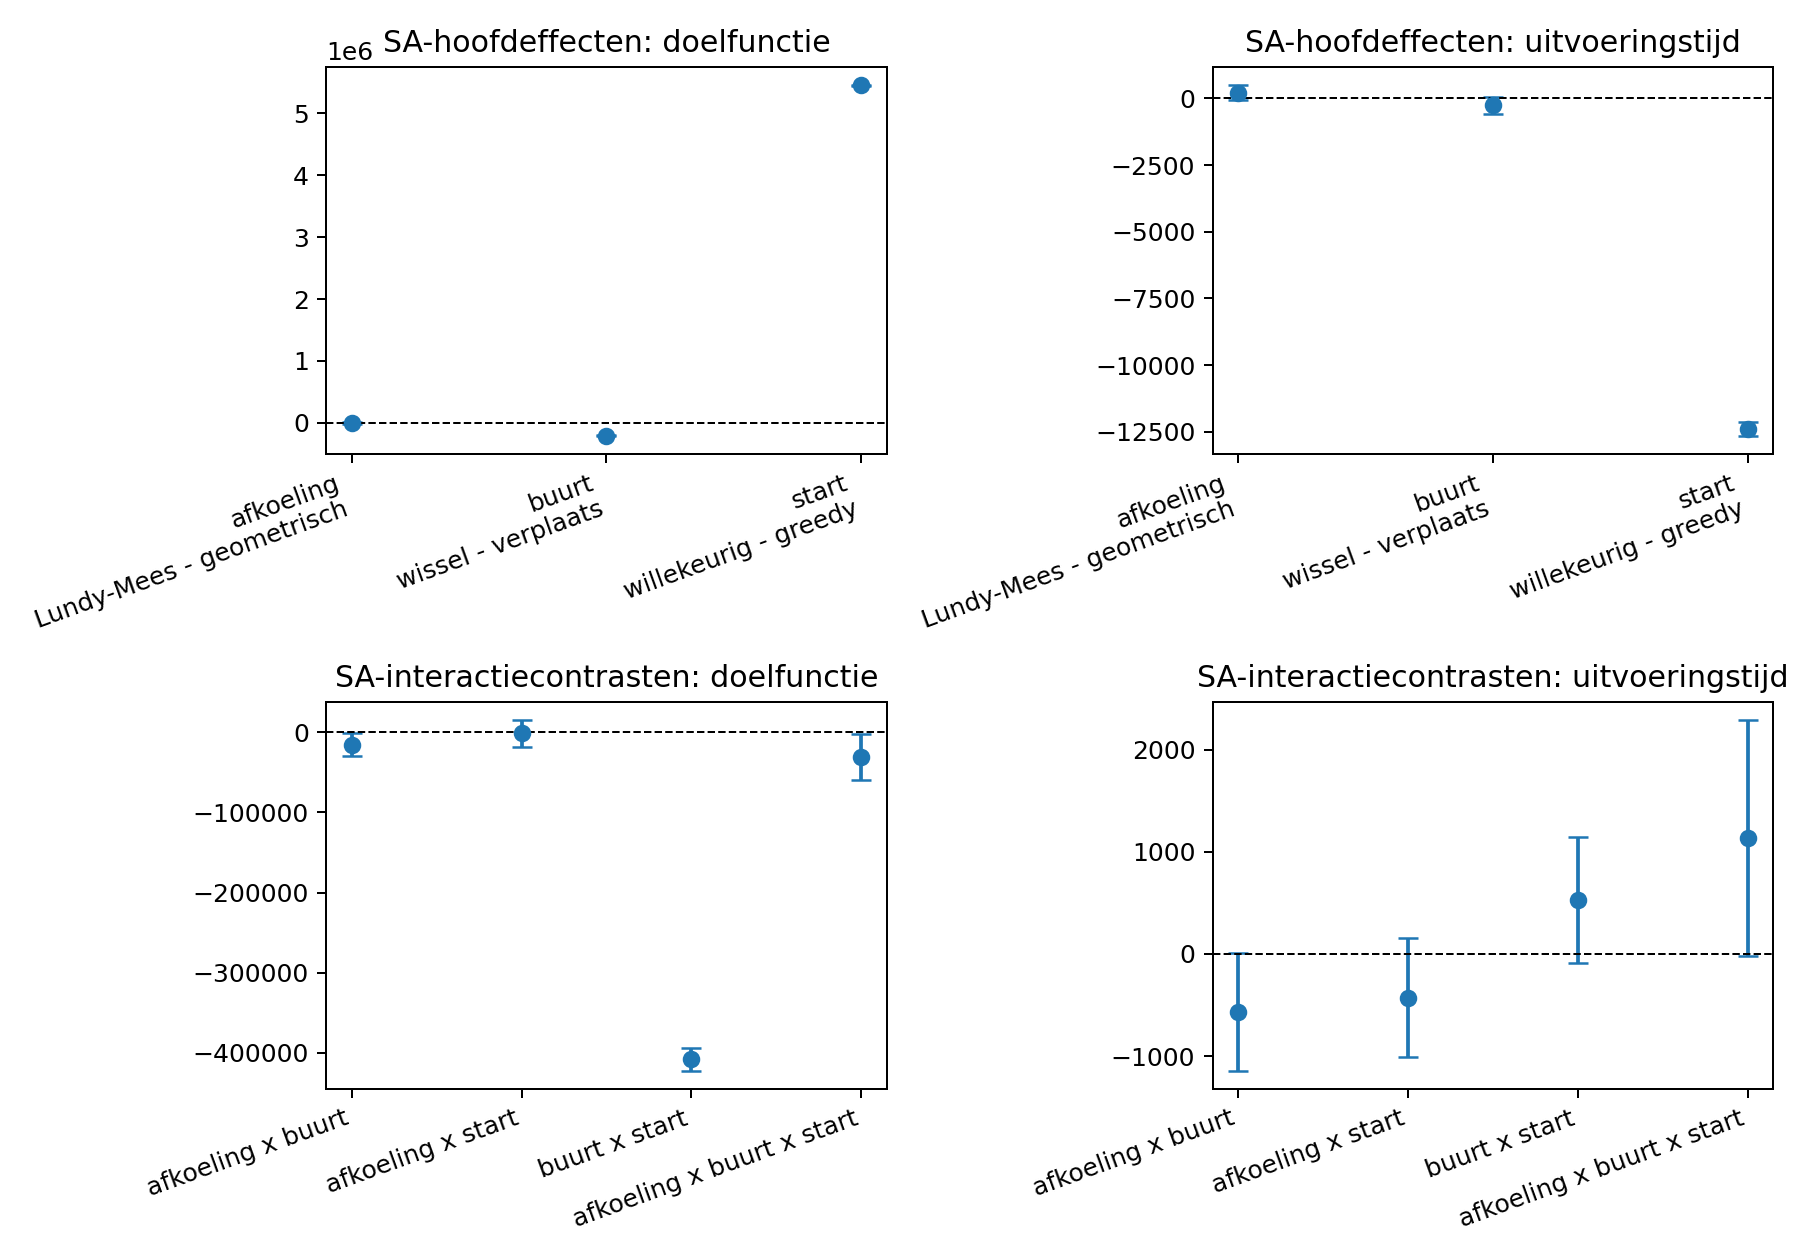 SA-hoofdeffecten: doelfunctie
1e6
5
4
3
2
1
0
afkoeling
Lundy-Mees - geometrisch
buurt
wissel - verplaats
start
willekeurig - greedy
SA-hoofdeffecten: uitvoeringstijd
0
−2500
−5000
−7500
−10000
−12500
afkoeling
Lundy-Mees - geometrisch
buurt
wissel - verplaats
start
willekeurig - greedy
SA-interactiecontrasten: doelfunctie
0
−100000
−200000
−300000
−400000
afkoeling x buurt
afkoeling x start
buurt x start
afkoeling x buurt x start
SA-interactiecontrasten: uitvoeringstijd
2000
1000
0
−1000
afkoeling x buurt
afkoeling x start
buurt x start
afkoeling x buurt x start